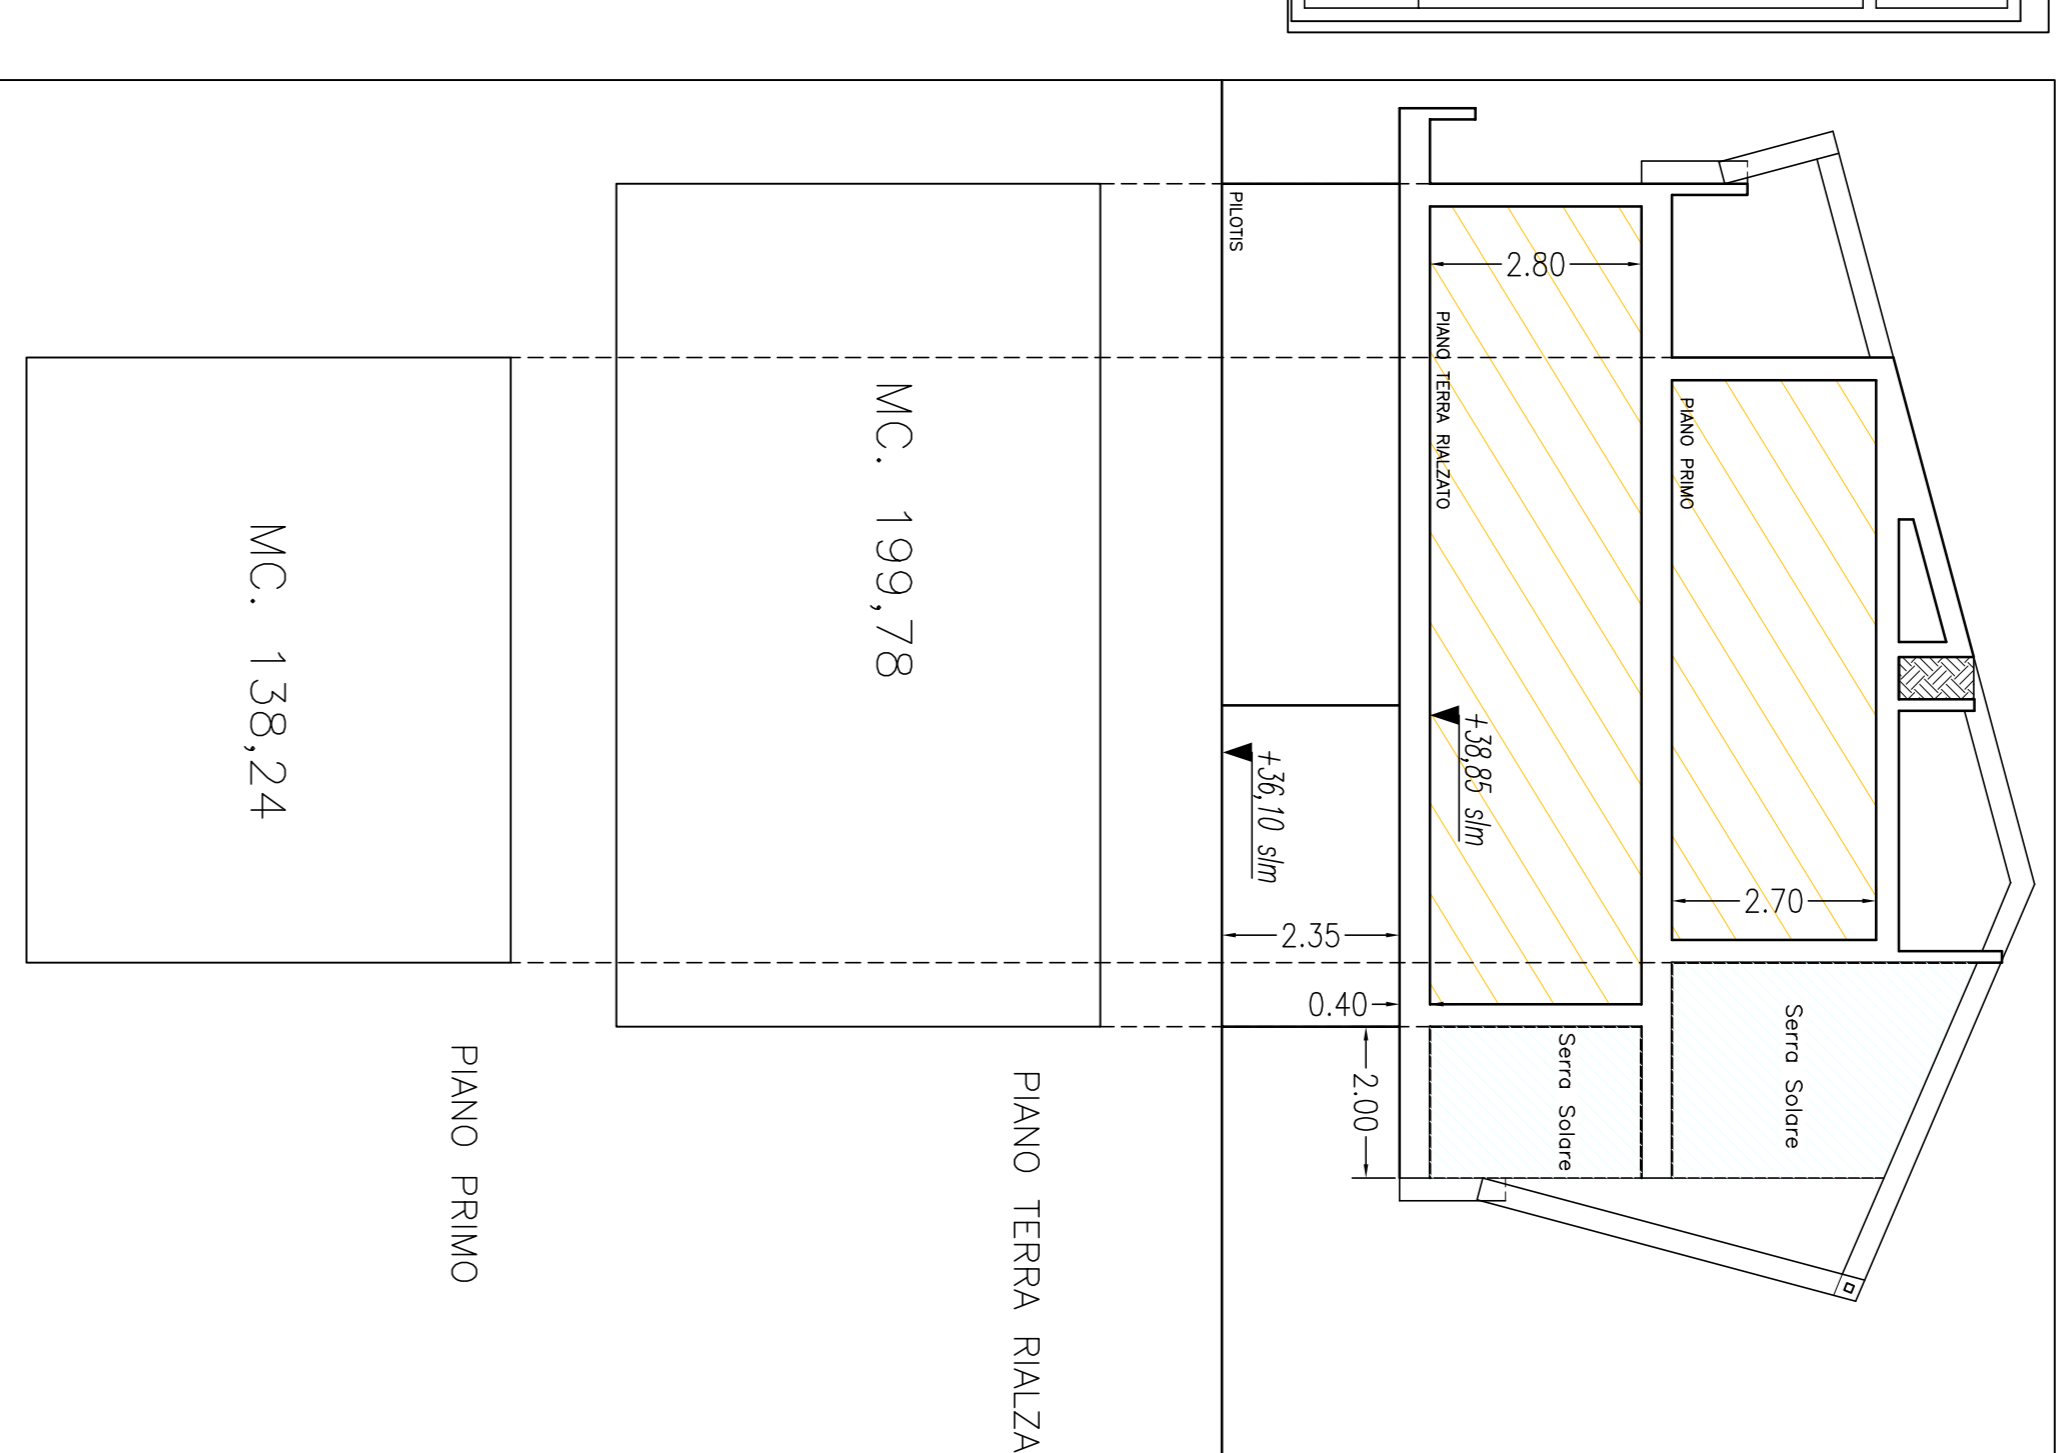 Serra Solare
2.70
PIANO PRIMO
Serra Solare
2.80
+38,85 slm
PIANO TERRA RIALZATO
2.00
0.40
2.35
+36,10 slm
PILOTIS
PIANO TERRA RIALZA
MC. 199,78
PIANO PRIMO
MC. 138,24